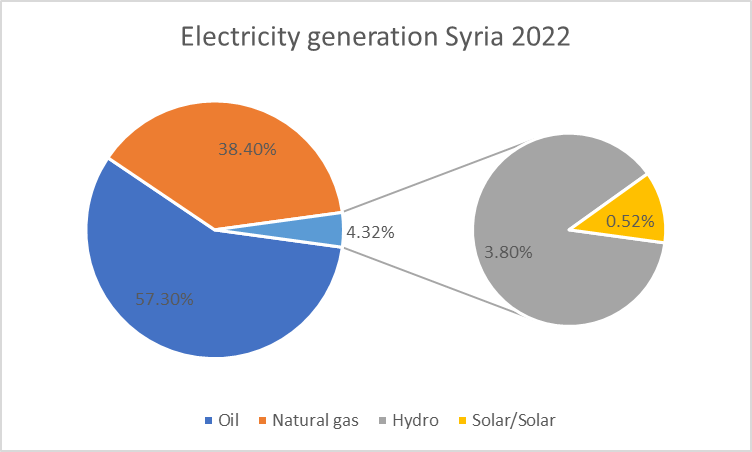 Electricity generation Syria 2022
38.40%
4.32%
57.30%
3.80%
0.52%
Oil
Natural gas
Hydro
Solar/Solar